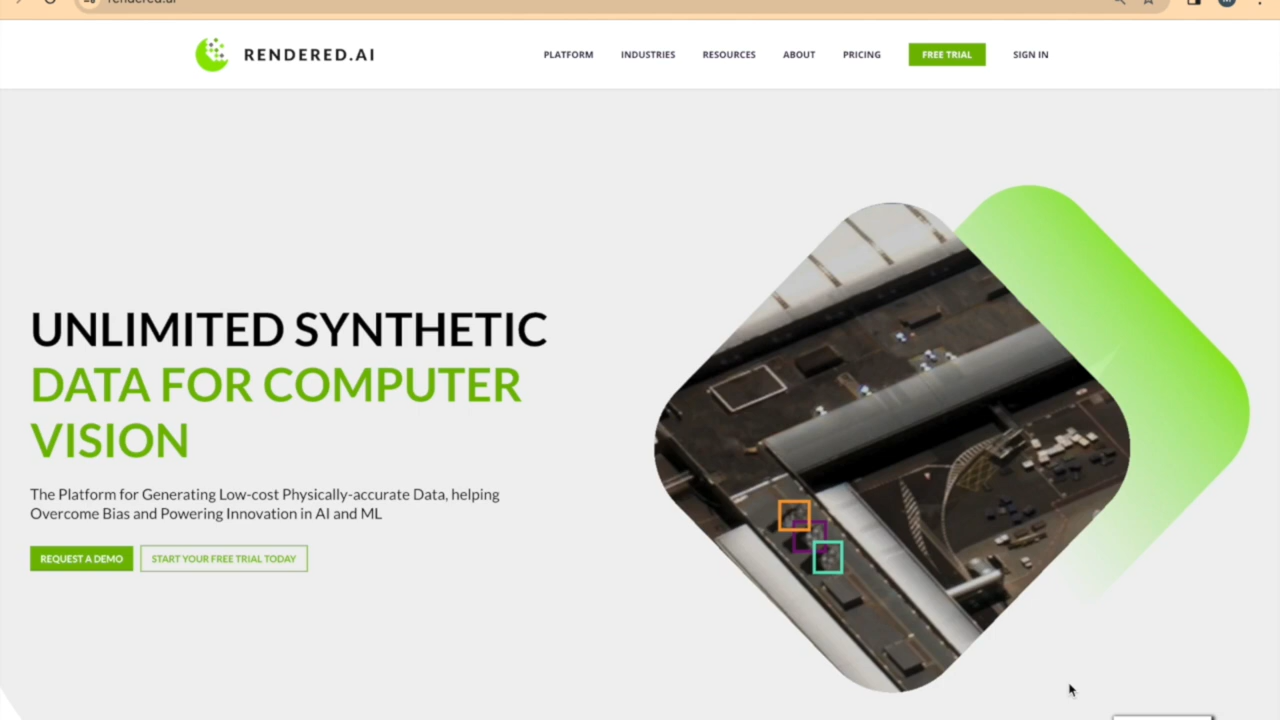 RENDERED.AI
PLATFORM
INDUSTRIES
RESOURCES
ABOUT
PRICING
FREE TRIAL
SIGN IN
UNLIMITED SYNTHETIC
DATA FOR COMPUTER
VISION
The Platform for Generating Low-cost Physically-accurate Data, helping
Overcome Bias and Powering Innovation in AI and ML
REQUEST A DEMO
START YOUR FREE TRIAL TODAY